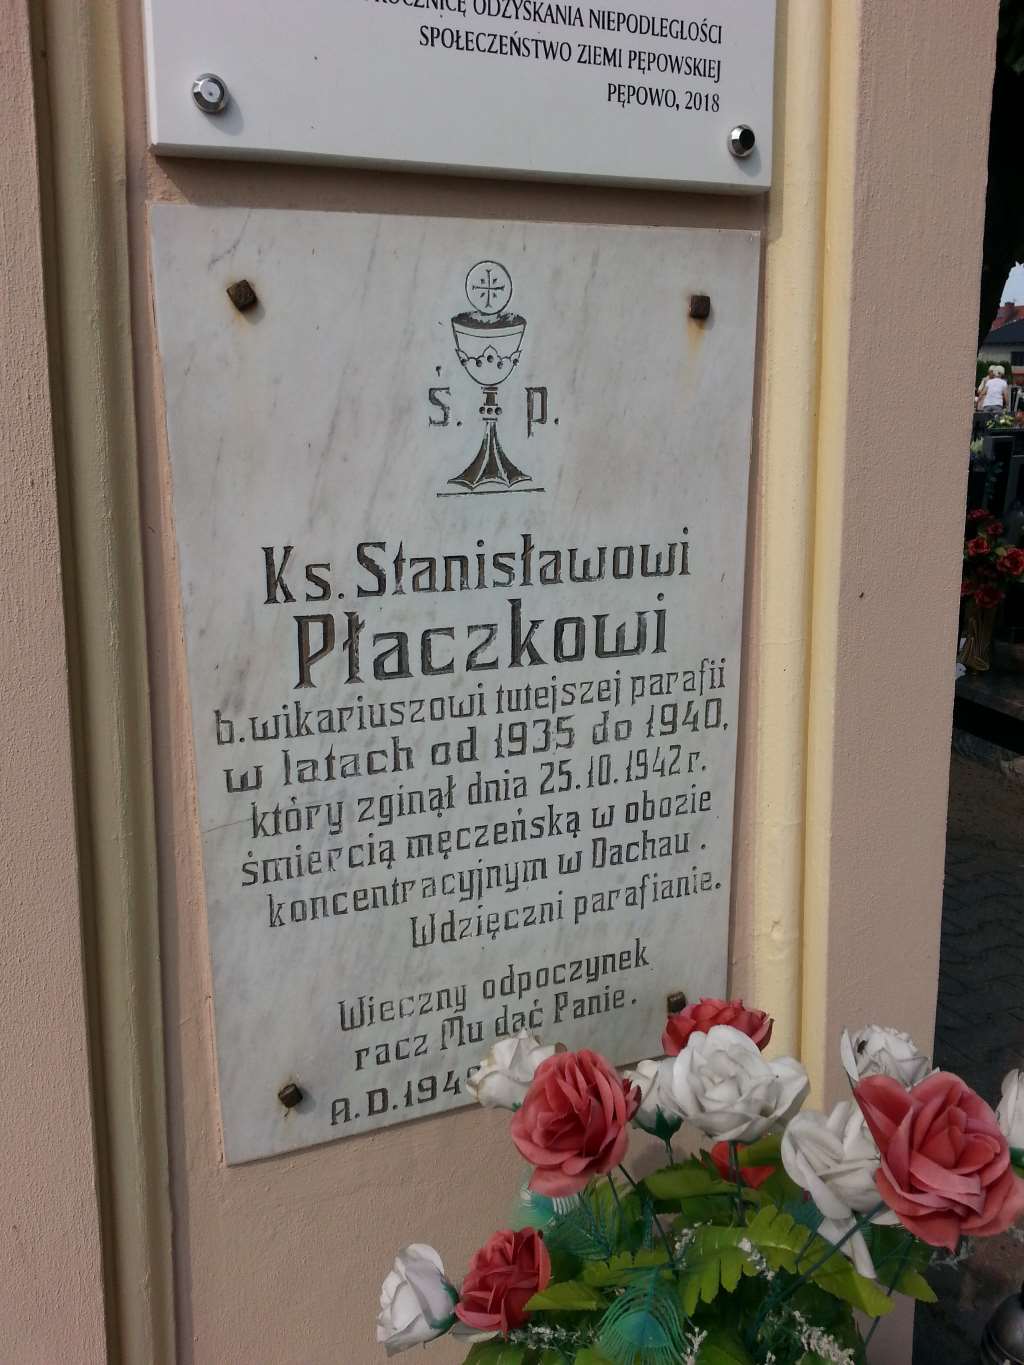 ROCZNICĘ ODZYSKANIA NIEPODLEGŁOŚCI
SPOŁECZEŃSTWO ZIEMI PĘPOWSKIEJ
PĘPOWO, 2018
Ś. P.
Ks. Stanisławowi
Płaczkowi
b. wikariuszowi tutejszej parafii
w latach od 1935 do 1940,
który zginął dnia 25.10.1942 r.
śmiercią męczeńską w obozie
koncentracyjnym w Dachau.
Wdzięczni parafianie.
Wieczny odpoczynek
racz Mu dać Panie.
A.D.